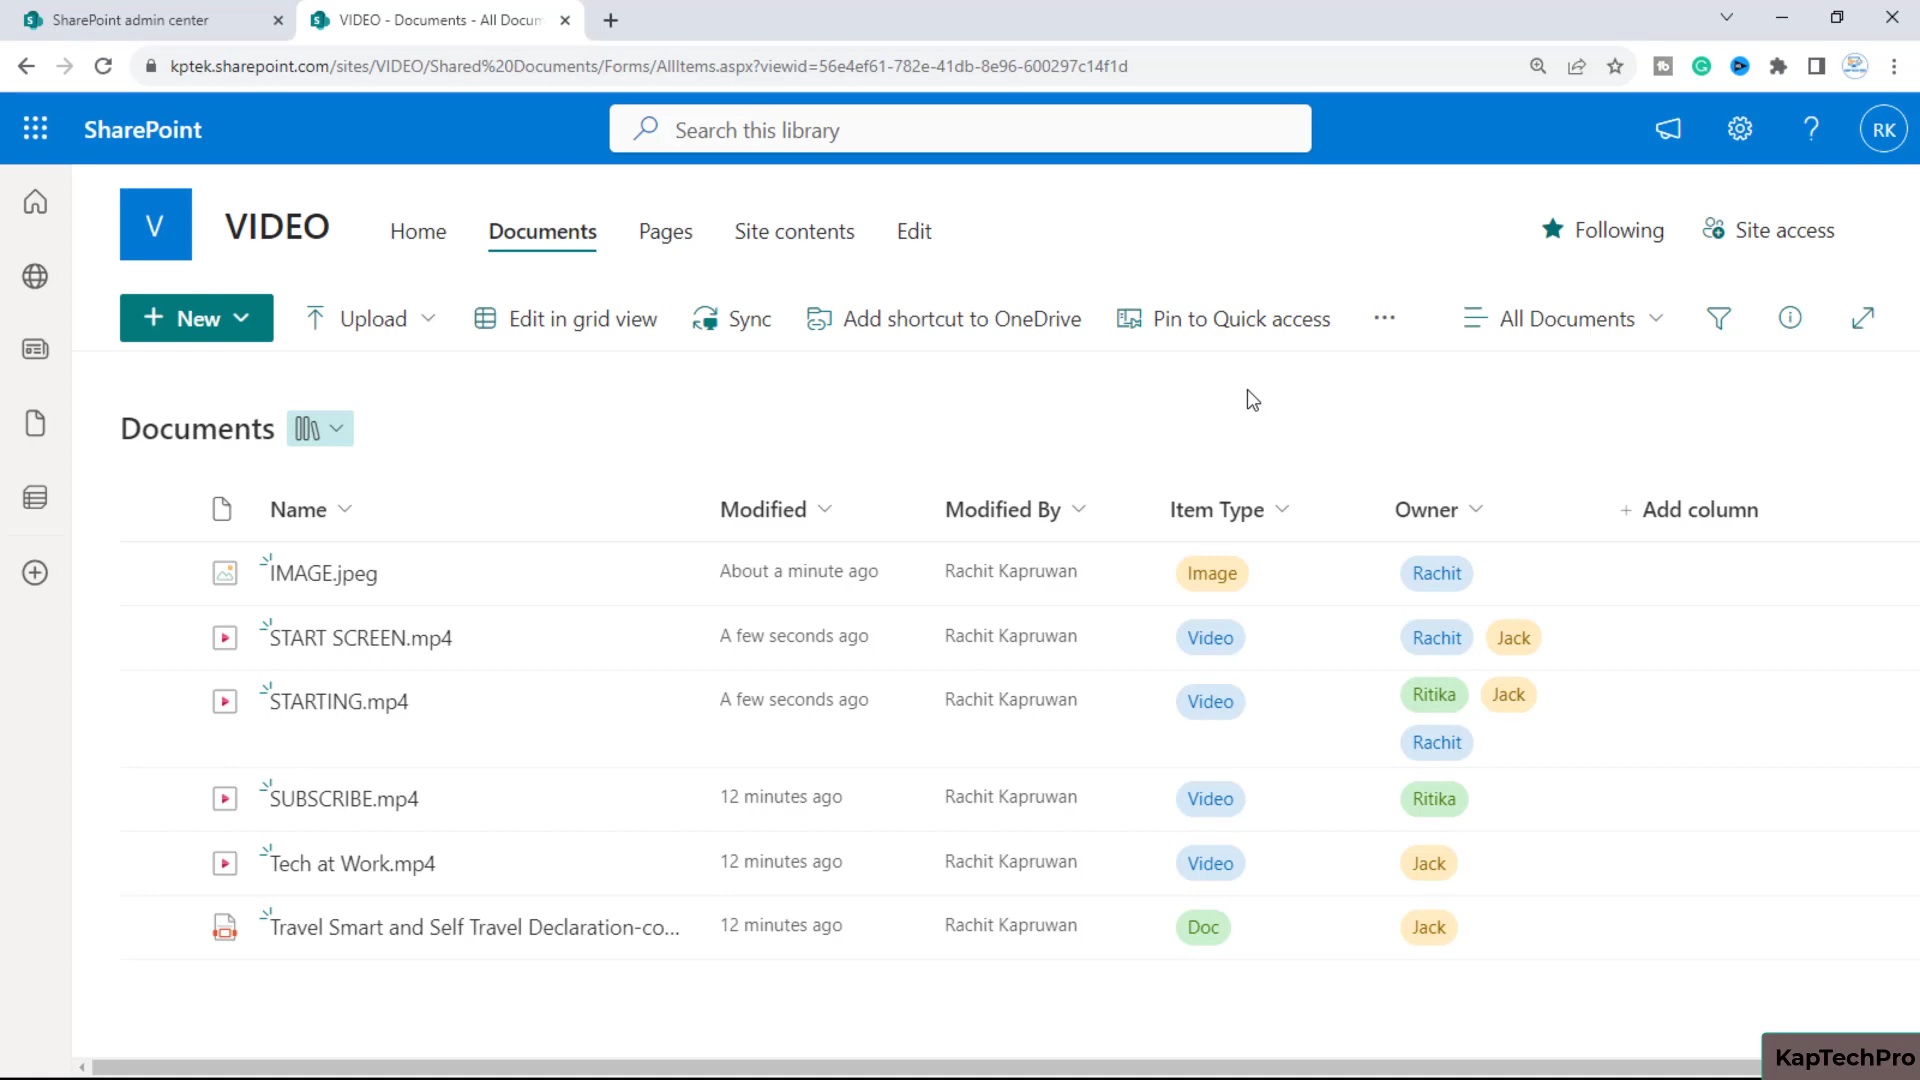 SharePoint admin center
VIDEO - Documents - All Docum
kptek.sharepoint.com/sites/VIDEO/Shared%20Documents/Forms/AllItems.aspx?viewid=56e4ef61-782e-41db-8e96-600297c14f1d
SharePoint
Search this library
RK
V
VIDEO
Home
Documents
Pages
Site contents
Edit
Following
Site access
New
Upload
Edit in grid view
Sync
Add shortcut to OneDrive
Pin to Quick access
All Documents
Documents
Name
Modified
Modified By
Item Type
Owner
+ Add column
IMAGE.jpeg
About a minute ago
Rachit Kapruwan
Image
Rachit
START SCREEN.mp4
A few seconds ago
Rachit Kapruwan
Video
Rachit
Jack
STARTING.mp4
A few seconds ago
Rachit Kapruwan
Video
Ritika
Jack
Rachit
SUBSCRIBE.mp4
12 minutes ago
Rachit Kapruwan
Video
Ritika
Tech at Work.mp4
12 minutes ago
Rachit Kapruwan
Video
Jack
Travel Smart and Self Travel Declaration-co...
12 minutes ago
Rachit Kapruwan
Doc
Jack
KapTechPro